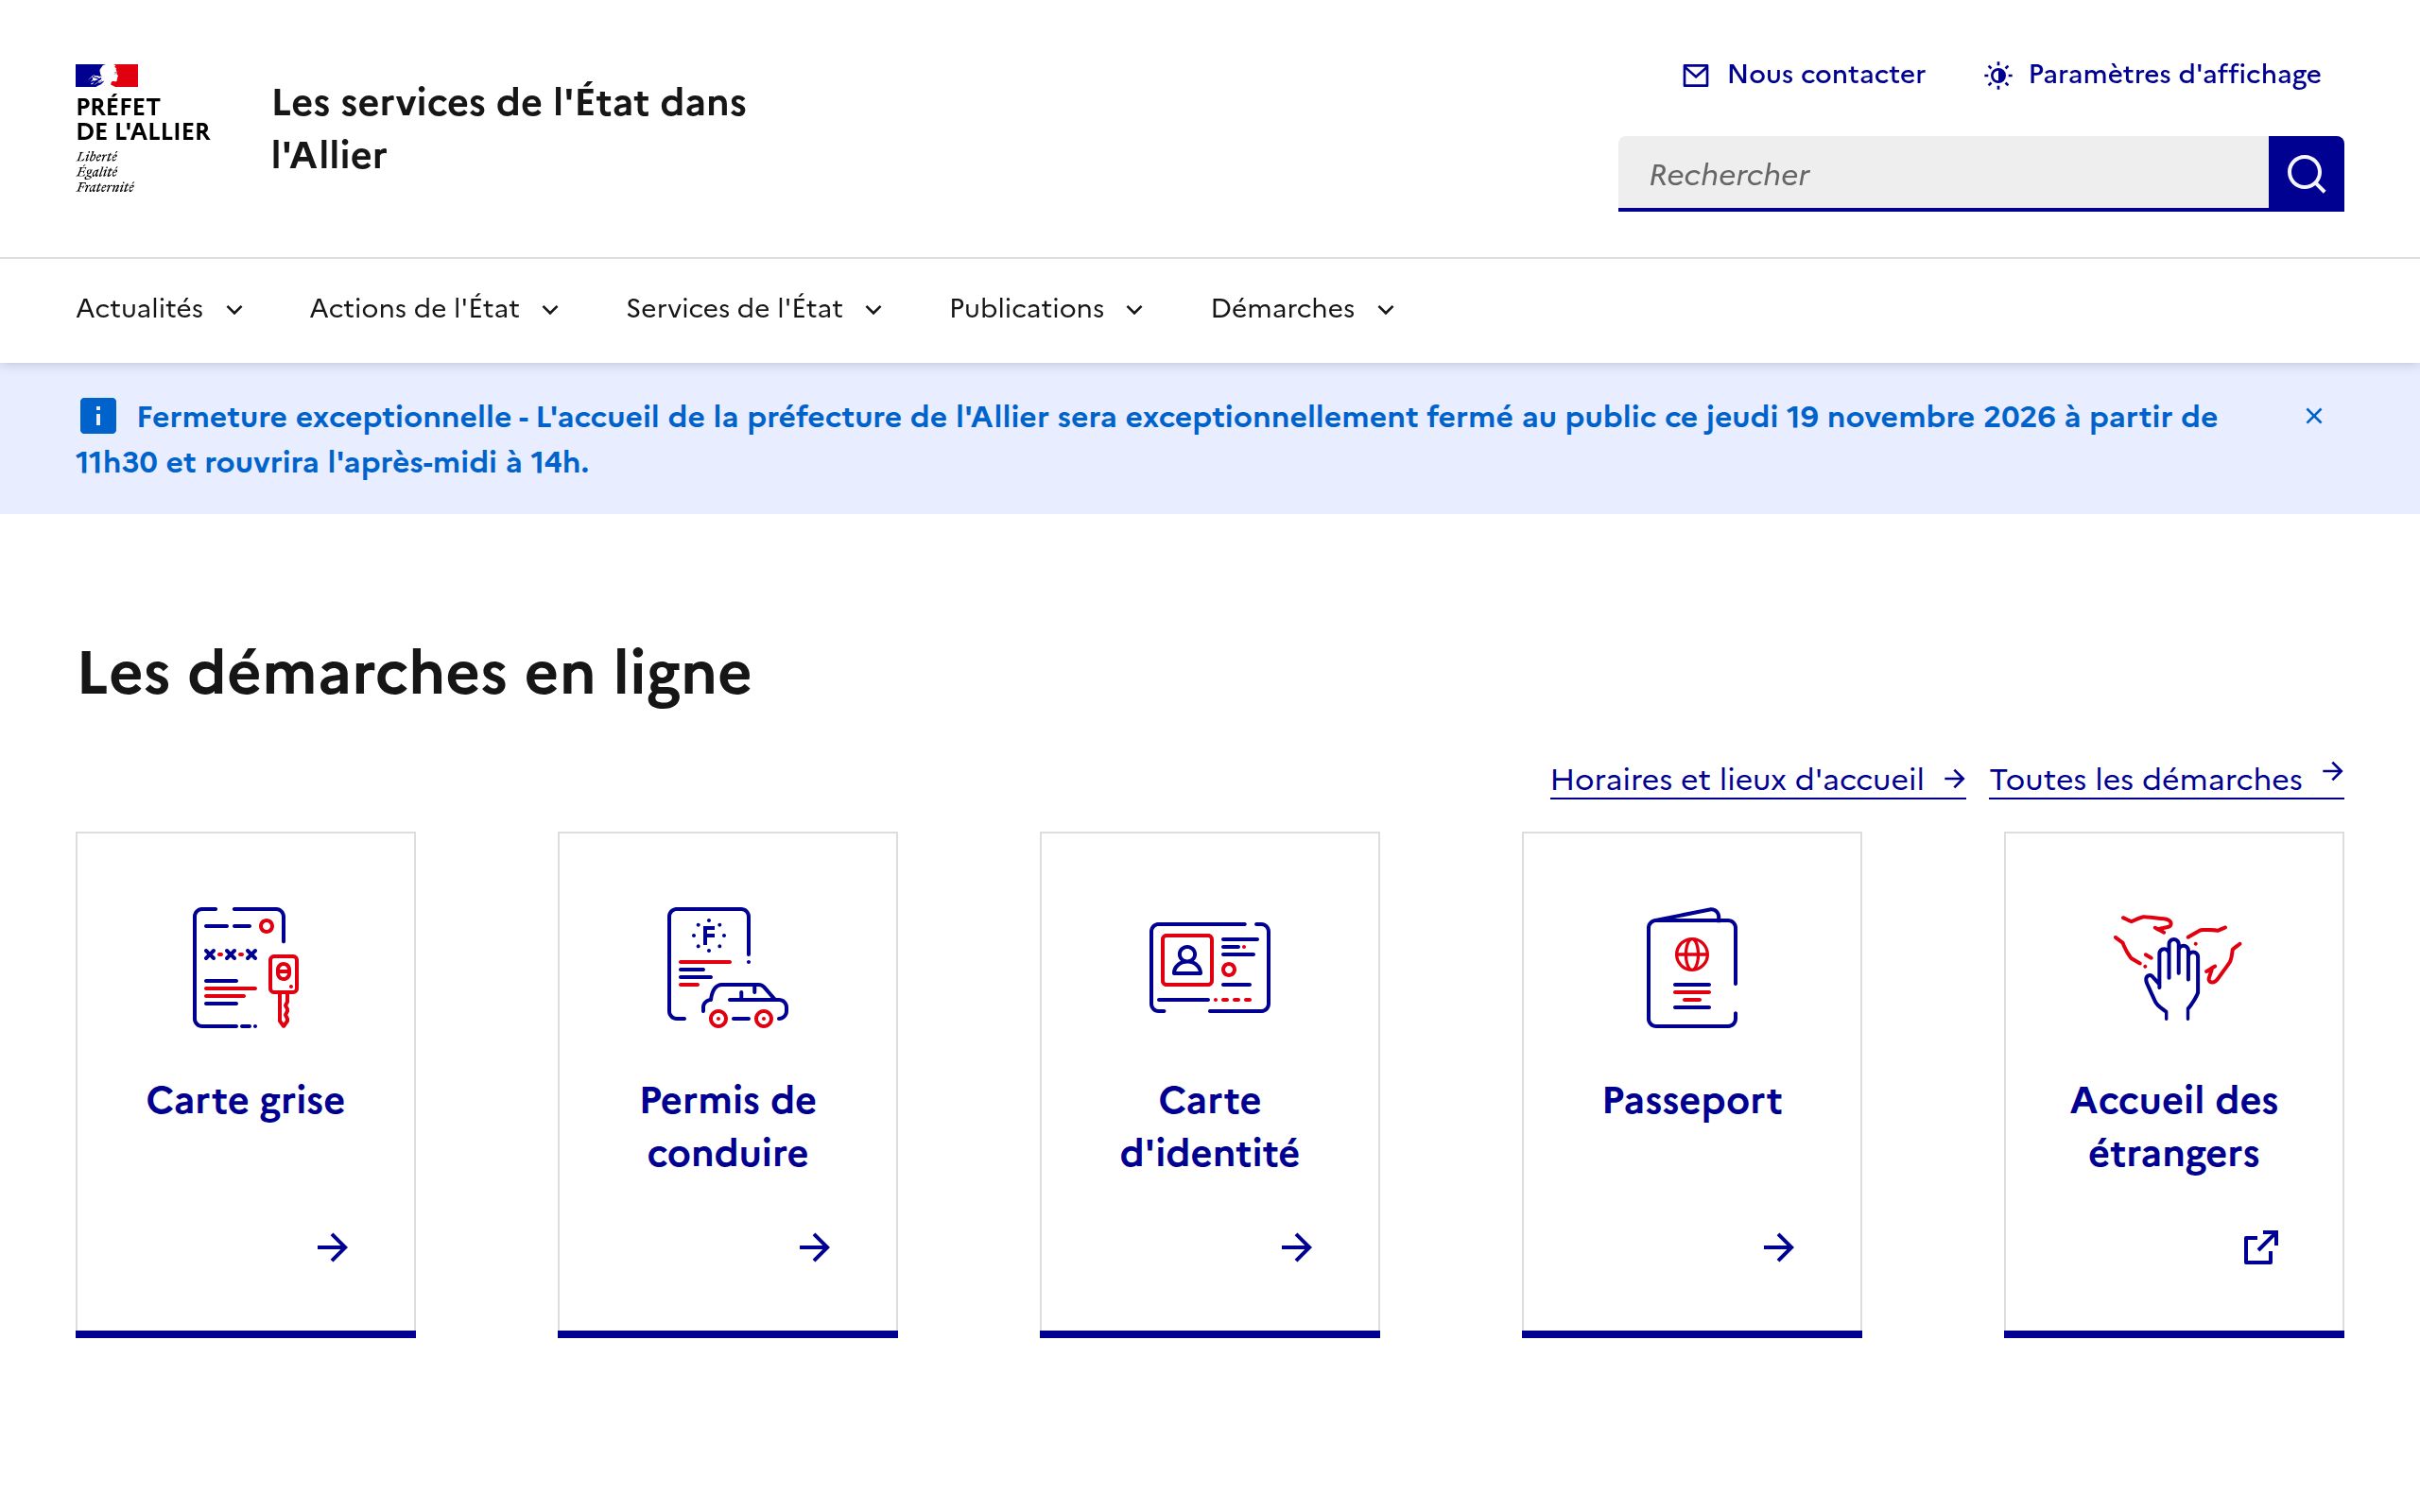 PRÉFET
DE L'ALLIER
Liberté
Égalité
Fraternité
Les services de l'État dans
l'Allier
Nous contacter
Paramètres d'affichage
Rechercher
Actualités
Actions de l'État
Services de l'État
Publications
Démarches
Fermeture exceptionnelle - L'accueil de la préfecture de l'Allier sera exceptionnellement fermé au public ce jeudi 19 novembre 2026 à partir de
11h30 et rouvrira l'après-midi à 14h.
Les démarches en ligne
Horaires et lieux d'accueil
Toutes les démarches
F
Carte grise
Permis de
conduire
Carte
d'identité
Passeport
Accueil des
étrangers